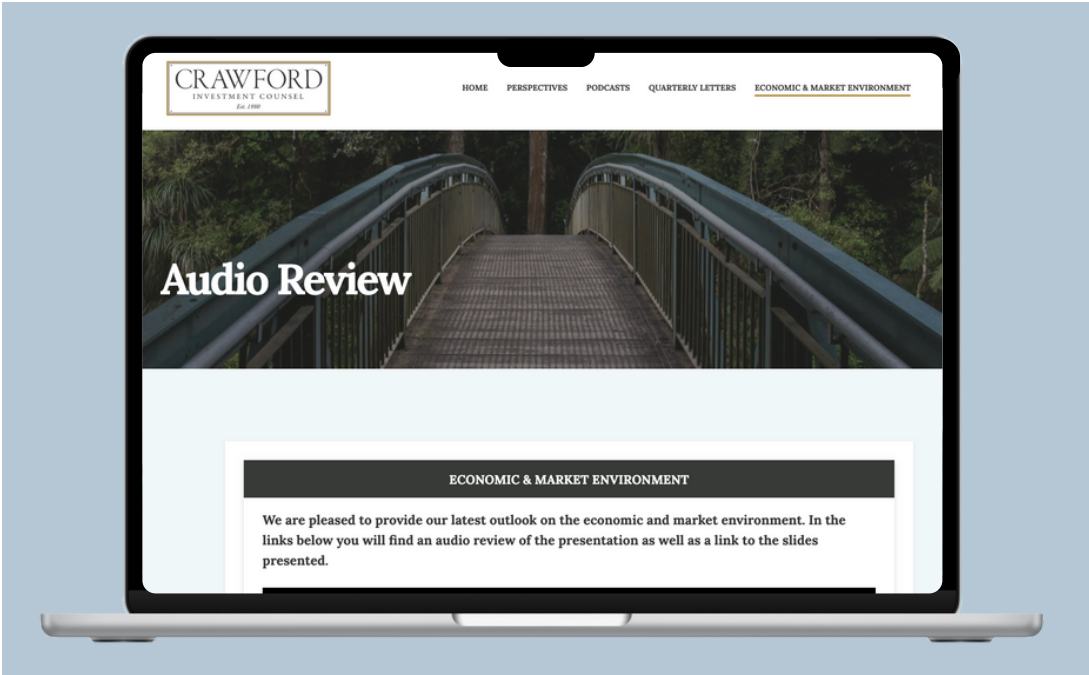 CRAWFORD
INVESTMENT COUNSEL
Est. 1980
HOME PERSPECTIVES PODCASTS QUARTERLY LETTERS ECONOMIC & MARKET ENVIRONMENT
Audio Review
ECONOMIC & MARKET ENVIRONMENT
We are pleased to provide our latest outlook on the economic and market environment. In the
links below you will find an audio review of the presentation as well as a link to the slides
presented.